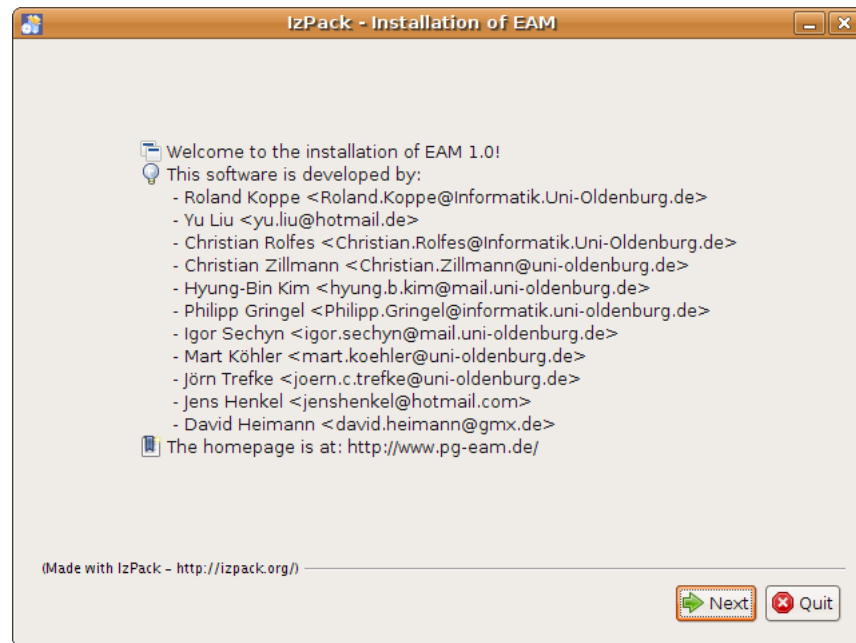 IzPack - Installation of EAM
Welcome to the installation of EAM 1.0!
This software is developed by:
- Roland Koppe <Roland.Koppe@Informatik.Uni-Oldenburg.de>
- Yu Liu <yu.liu@hotmail.de>
- Christian Rolfes <Christian.Rolfes@Informatik.Uni-Oldenburg.de>
- Christian Zillmann <Christian.Zillmann@uni-oldenburg.de>
- Hyung-Bin Kim <hyung.b.kim@mail.uni-oldenburg.de>
- Philipp Gringel <Philipp.Gringel@informatik.uni-oldenburg.de>
- Igor Sechyn <igor.sechyn@mail.uni-oldenburg.de>
- Mart Köhler <mart.koehler@uni-oldenburg.de>
- Jörn Trefke <joern.c.trefke@uni-oldenburg.de>
- Jens Henkel <jenshenkel@hotmail.com>
- David Heimann <david.heimann@gmx.de>
The homepage is at: http://www.pg-eam.de/
(Made with IzPack - http://izpack.org/)
Next
Quit